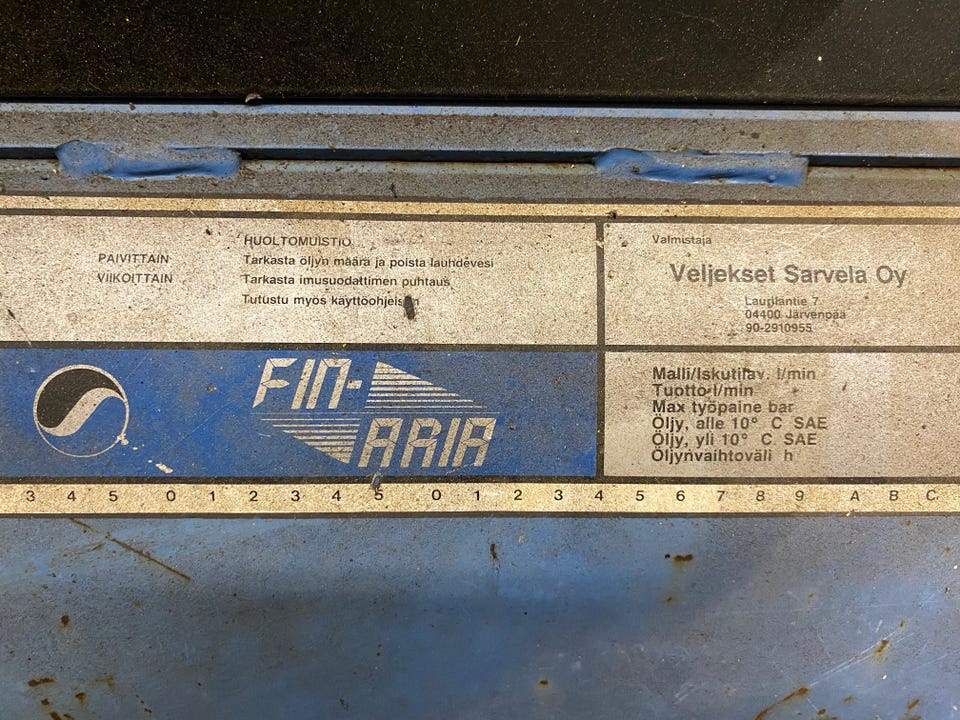 HUOLTOMUISTIO
PÄIVITTÄIN Tarkasta öljyn määrä ja poista lauhdevesi
VIIKOITTAIN Tarkasta imusuodattimen puhtaus
Tutustu myös käyttöohjeisiin
Valmistaja
Veljekset Sarvela Oy
Laurilantie 7
04400 Järvenpää
90-2910955
FIN-
ARIA
Malli/Iskutilav. l/min
Tuotto l/min
Max työpaine bar
Öljy, alle 10° C SAE
Öljy, yli 10° C SAE
Öljynvaihtoväli h
3 4 5 0 1 2 3 4 5 0 1 2 3 4 5 6 7 8 9 A B C